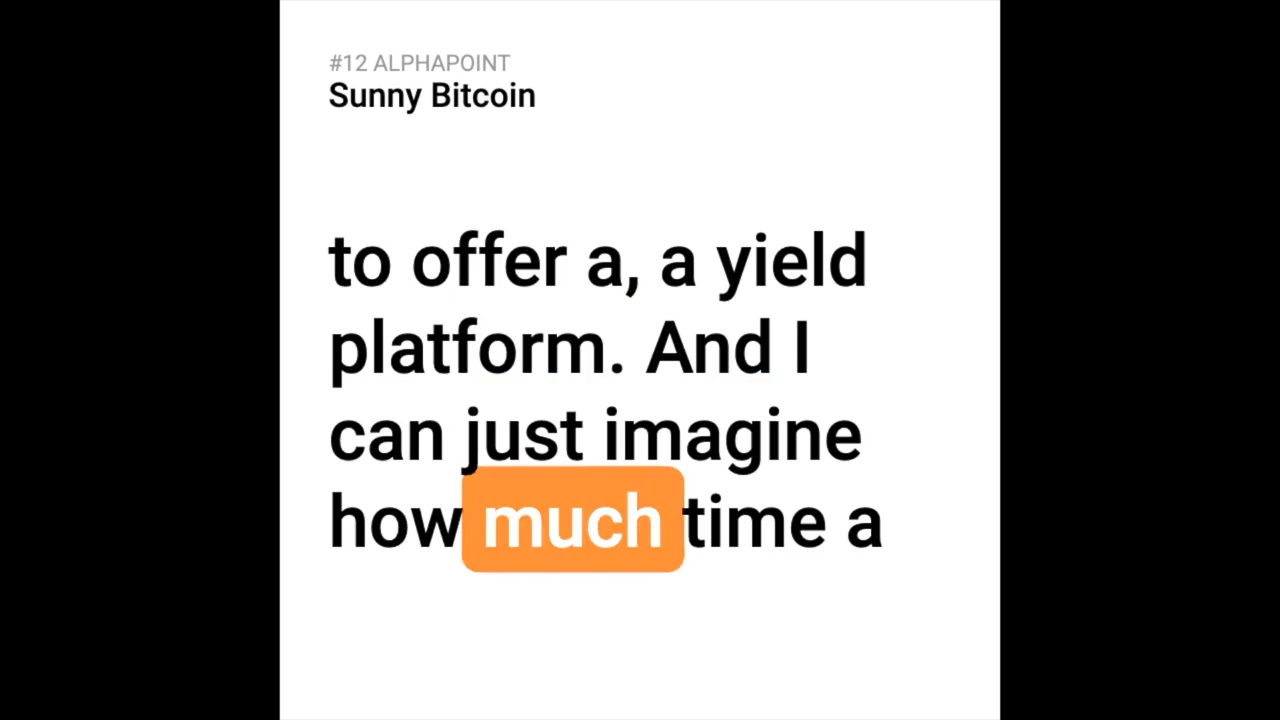 #12 ALPHAPOINT
Sunny Bitcoin
to offer a, a yield
platform. And I
can just imagine
how much time a